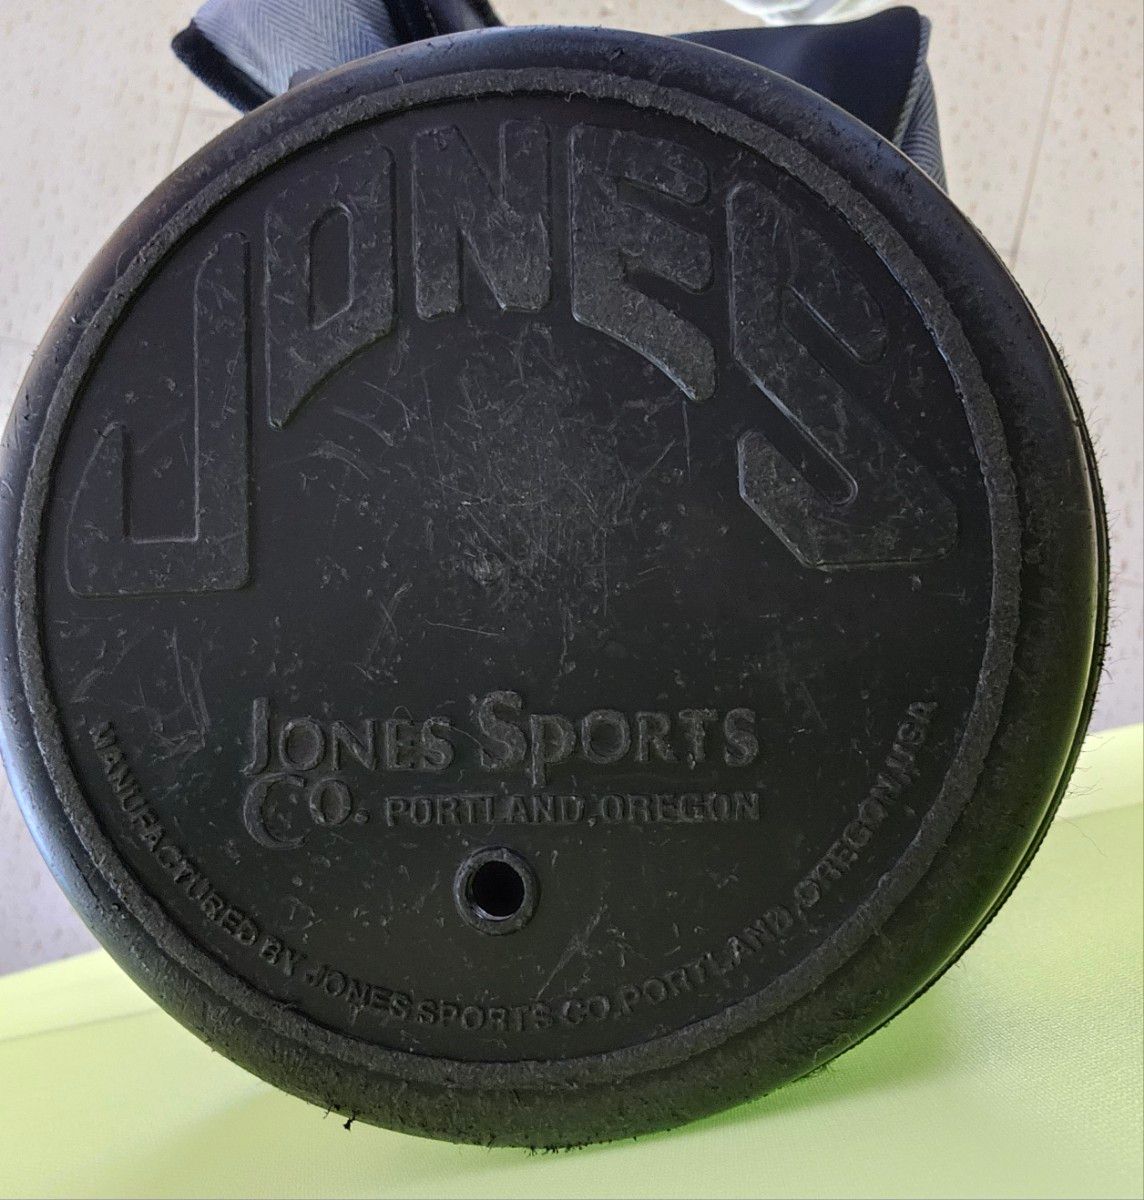 JONES
JONES SPORTS
CO. PORTLAND, OREGON
MANUFACTURED BY JONES SPORTS CO. PORTLAND, OREGON, USA